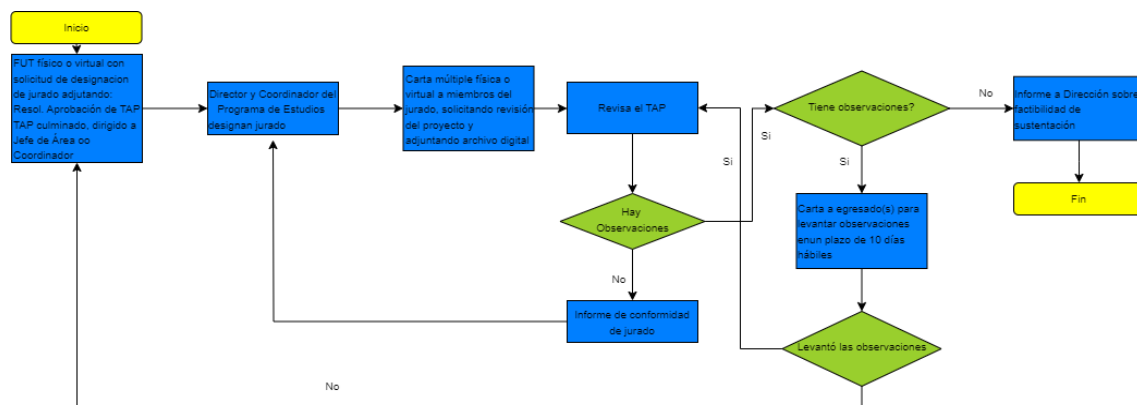 Inicio
FUT físico o virtual con
solicitud de designacion
de jurado adjutando:
Resol. Aprobación de TAP
TAP culminado, dirigido a
Jefe de Área oo
Coordinador
Director y Coordinador del
Programa de Estudios
designan jurado
Carta múltiple física o
virtual a miembros del
jurado, solicitando revisión
del proyecto y
adjuntando archivo digital
Revisa el TAP
Hay
Observaciones
No
Informe de conformidad
de jurado
Si
Si
Tiene observaciones?
No
Si
Informe a Dirección sobre
factibilidad de
sustentación
Fin
Carta a egresado(s) para
levantar observaciones
enun plazo de 10 días
hábiles
Levantó las observaciones
No